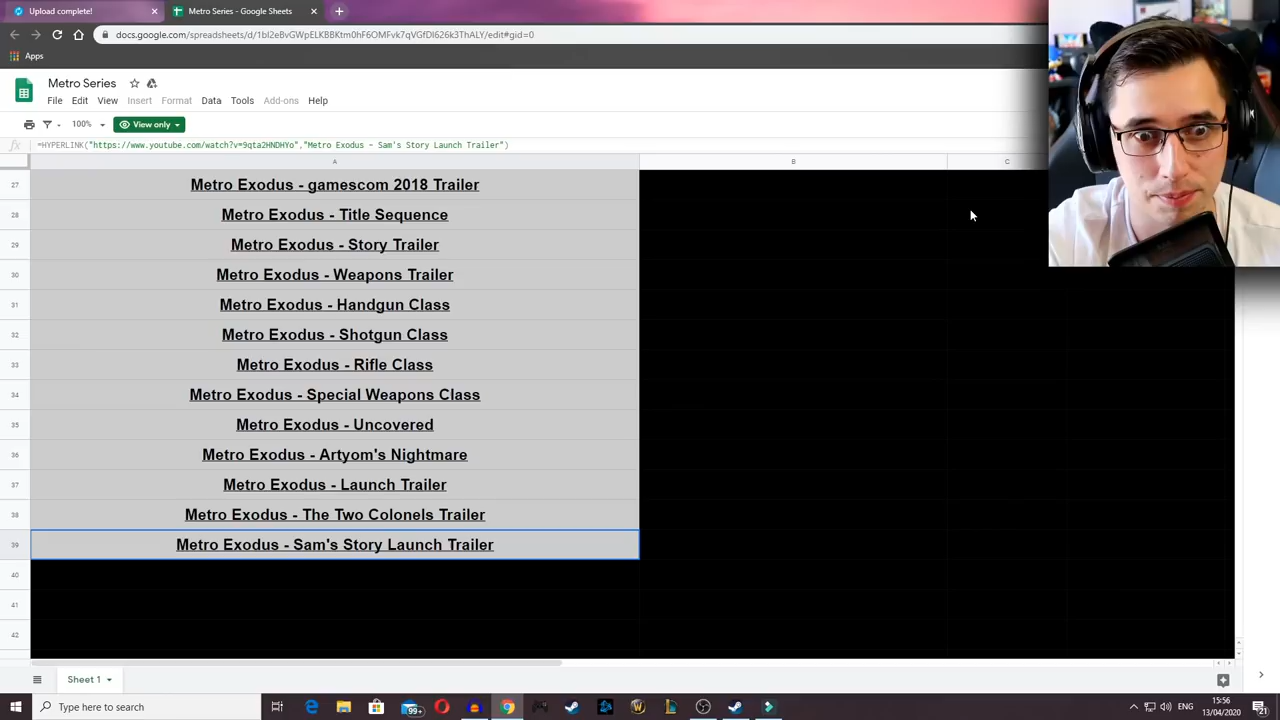 Upload complete!
Metro Series - Google Sheets
docs.google.com/spreadsheets/d/1bI2eBvGWpELKBBKtm0hF6OMFvk7qVGfDI626k3ThALY/edit#gid=0
Apps
Metro Series
File Edit View Insert Format Data Tools Add-ons Help
100% View only
=HYPERLINK("https://www.youtube.com/watch?v=9qta2HNDHYo","Metro Exodus - Sam's Story Launch Trailer")
A B C
27 Metro Exodus - gamescom 2018 Trailer
28 Metro Exodus - Title Sequence
29 Metro Exodus - Story Trailer
30 Metro Exodus - Weapons Trailer
31 Metro Exodus - Handgun Class
32 Metro Exodus - Shotgun Class
33 Metro Exodus - Rifle Class
34 Metro Exodus - Special Weapons Class
35 Metro Exodus - Uncovered
36 Metro Exodus - Artyom's Nightmare
37 Metro Exodus - Launch Trailer
38 Metro Exodus - The Two Colonels Trailer
39 Metro Exodus - Sam's Story Launch Trailer
40
41
42
Sheet 1
Type here to search
99+
15:56
13/04/2020
21